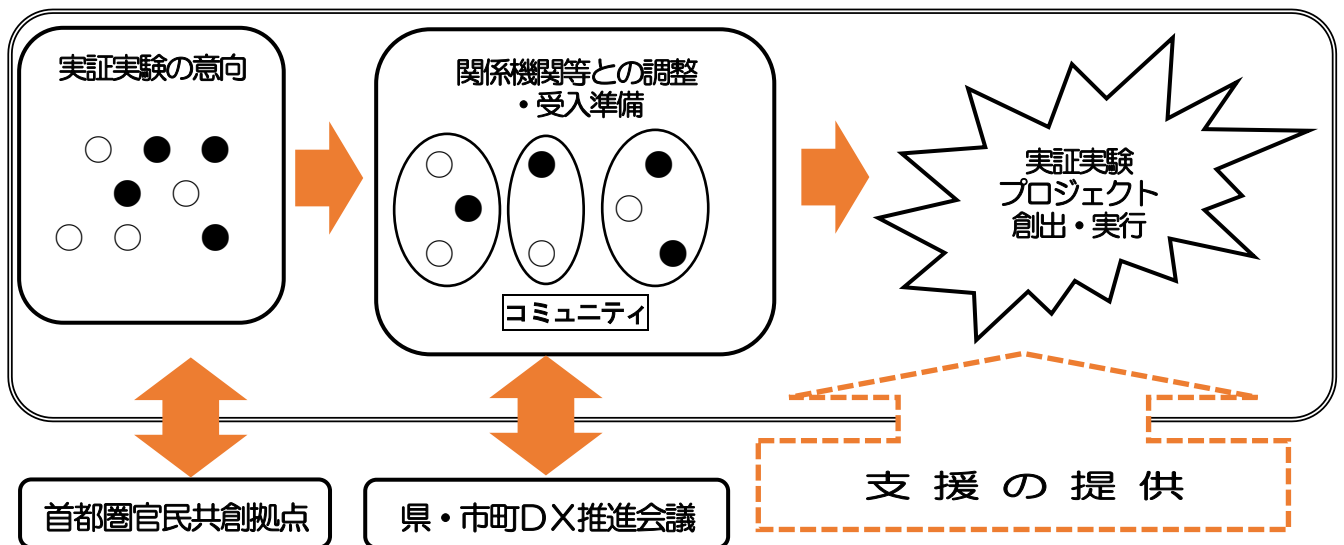 実証実験の意向
関係機関等との調整
・受入準備
コミュニティ
実証実験
プロジェクト
創出・実行
首都圏官民共創拠点
県・市町DX推進会議
支援の提供